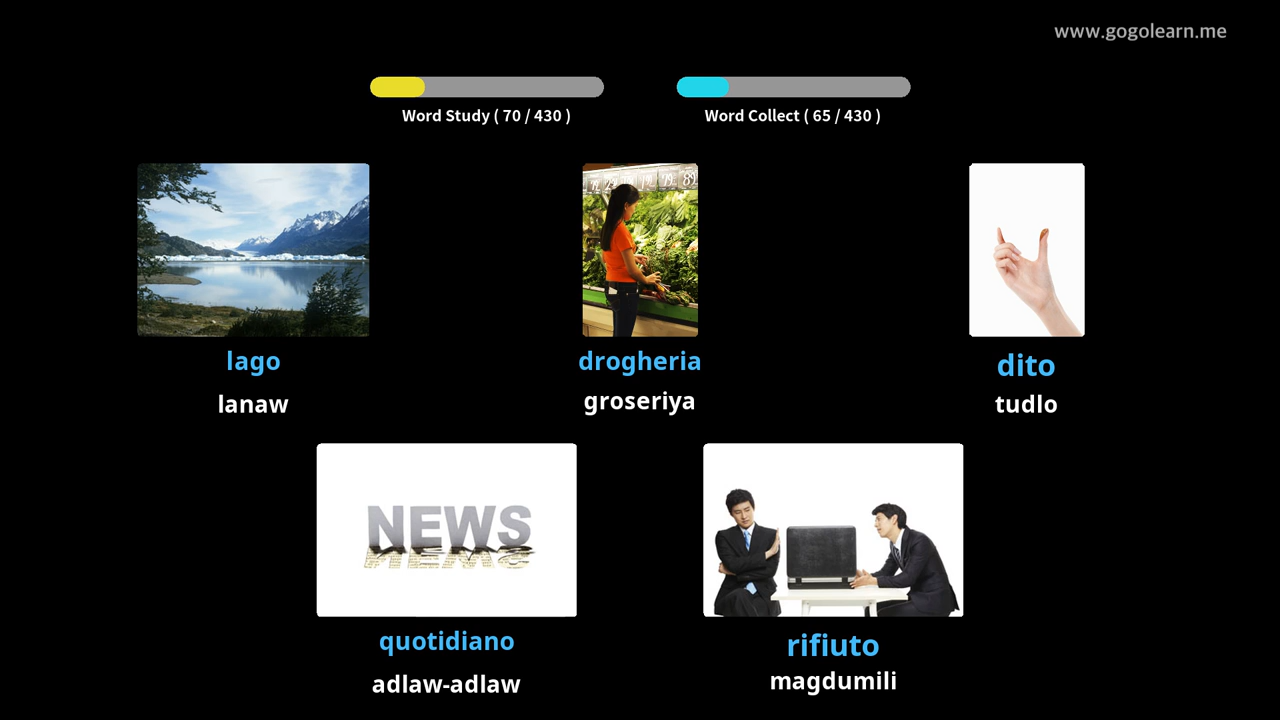 www.gogolearn.me
Word Study ( 70 / 430 )
Word Collect ( 65 / 430 )
lago
lanaw
drogheria
groseriya
dito
tudlo
NEWS
quotidiano
adlaw-adlaw
rifiuto
magdumili